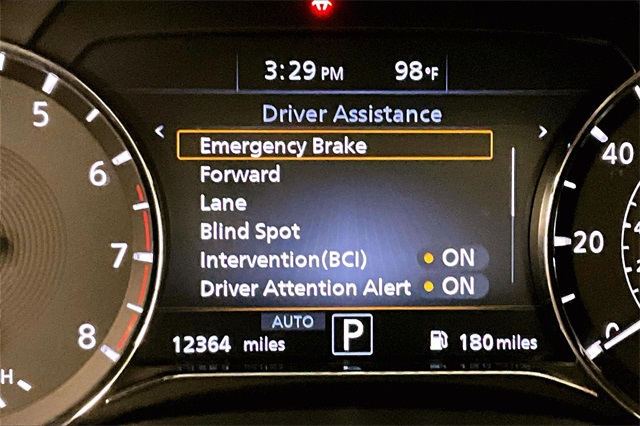 3:29 PM 98°F
Driver Assistance
< >
Emergency Brake
Forward
Lane
Blind Spot
Intervention(BCI) ON
Driver Attention Alert ON
AUTO
12364 miles P 180 miles
5
6
7
8
H
40
20
0